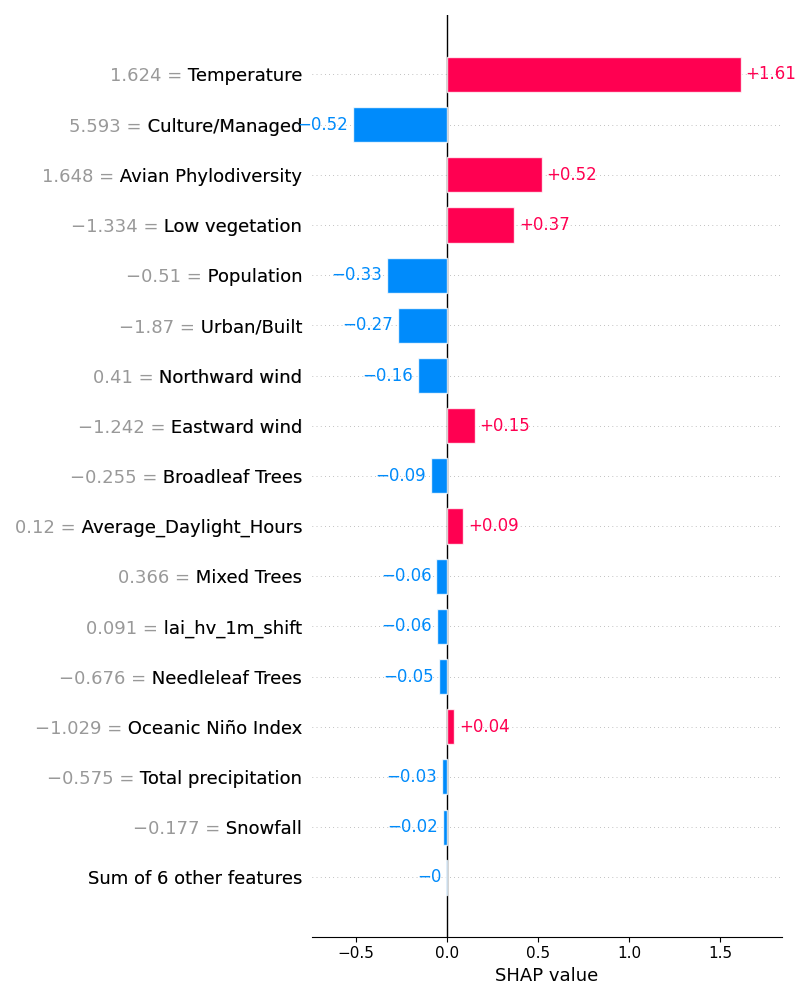 1.624 = Temperature +1.61
5.593 = Culture/Managed −0.52
1.648 = Avian Phylodiversity +0.52
−1.334 = Low vegetation +0.37
−0.51 = Population −0.33
−1.87 = Urban/Built −0.27
0.41 = Northward wind −0.16
−1.242 = Eastward wind +0.15
−0.255 = Broadleaf Trees −0.09
0.12 = Average_Daylight_Hours +0.09
0.366 = Mixed Trees −0.06
0.091 = lai_hv_1m_shift −0.06
−0.676 = Needleleaf Trees −0.05
−1.029 = Oceanic Niño Index +0.04
−0.575 = Total precipitation −0.03
−0.177 = Snowfall −0.02
Sum of 6 other features −0
−0.5 0.0 0.5 1.0 1.5
SHAP value